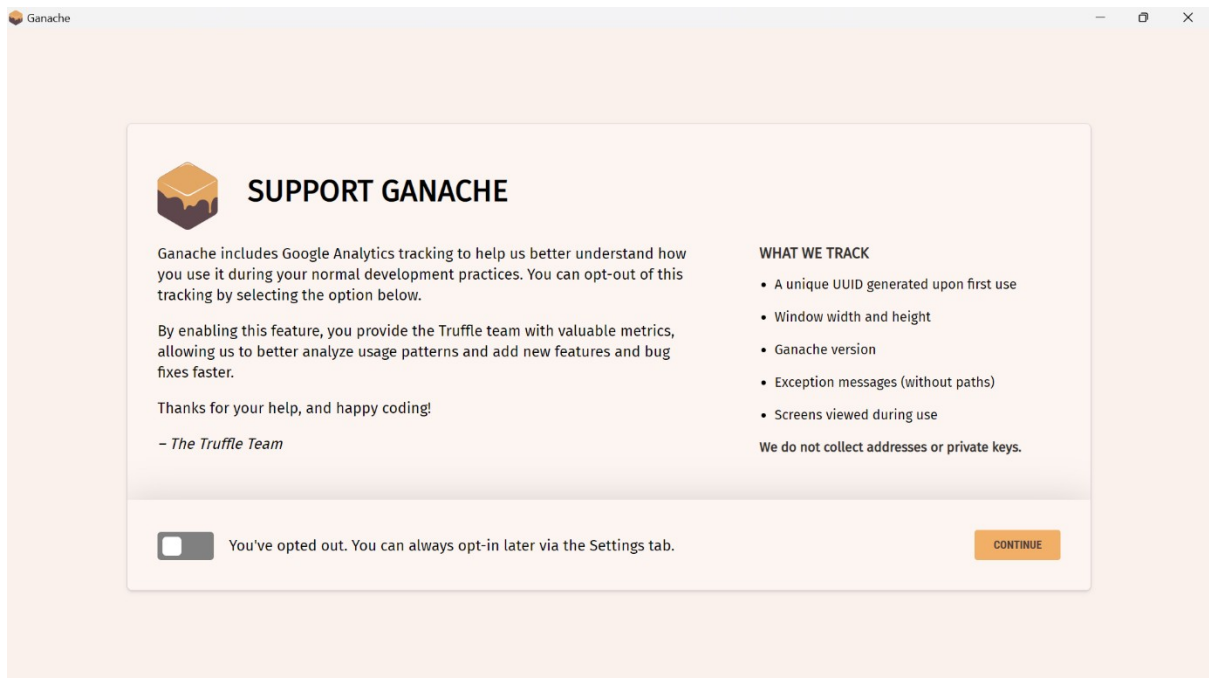 Ganache
SUPPORT GANACHE
Ganache includes Google Analytics tracking to help us better understand how
you use it during your normal development practices. You can opt-out of this
tracking by selecting the option below.
By enabling this feature, you provide the Truffle team with valuable metrics,
allowing us to better analyze usage patterns and add new features and bug
fixes faster.
Thanks for your help, and happy coding!
– The Truffle Team
WHAT WE TRACK
• A unique UUID generated upon first use
• Window width and height
• Ganache version
• Exception messages (without paths)
• Screens viewed during use
We do not collect addresses or private keys.
You've opted out. You can always opt-in later via the Settings tab.
CONTINUE